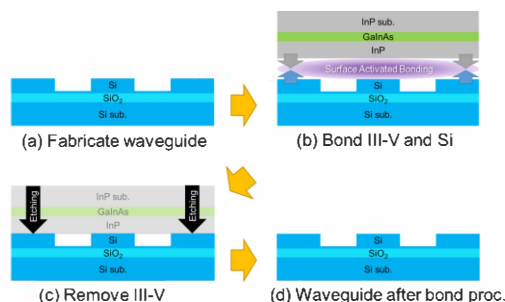 InP sub.
GaInAs
InP
Surface Activated Bonding
Si
SiO2
Si sub.
Si
SiO2
Si sub.
(a) Fabricate waveguide
(b) Bond III-V and Si
Etching
InP sub.
GaInAs
InP
Etching
Si
SiO2
Si sub.
Si
SiO2
Si sub.
(c) Remove III-V
(d) Waveguide after bond proc.